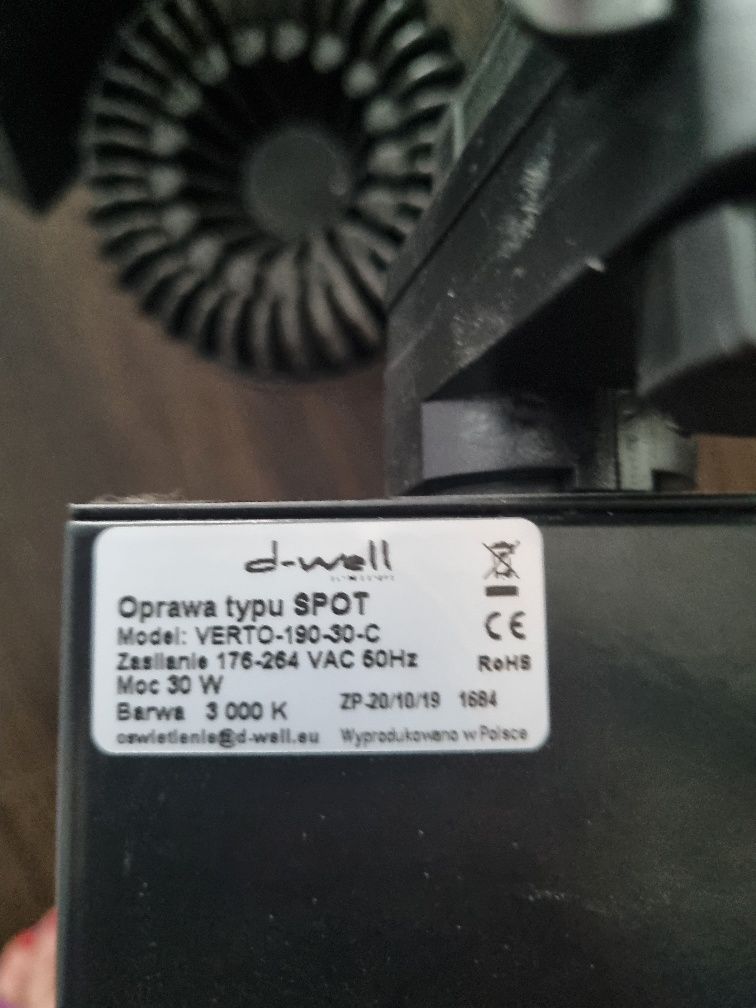 d-well
Oprawa typu SPOT
Model: VERTO-190-30-C
Zasilanie 176-264 VAC 50Hz
Moc 30 W
Barwa 3 000 K
ZP-20/10/19 1684
oswietlenie@d-well.eu Wyprodukowano w Polsce
CE
RoHS